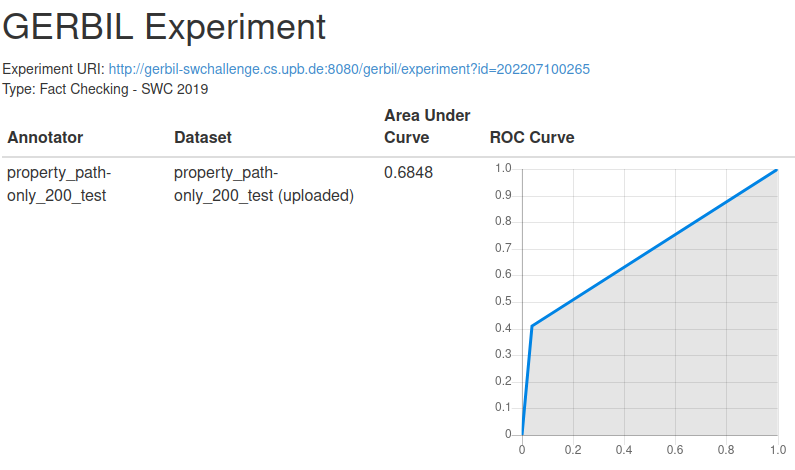 GERBIL Experiment
Experiment URI: http://gerbil-swchallenge.cs.upb.de:8080/gerbil/experiment?id=202207100265
Type: Fact Checking - SWC 2019
Annotator
Dataset
Area Under
Curve
ROC Curve
property_path-
only_200_test
property_path-
only_200_test (uploaded)
0.6848
1.0
0.9
0.8
0.7
0.6
0.5
0.4
0.3
0.2
0.1
0
0 0.2 0.4 0.6 0.8 1.0